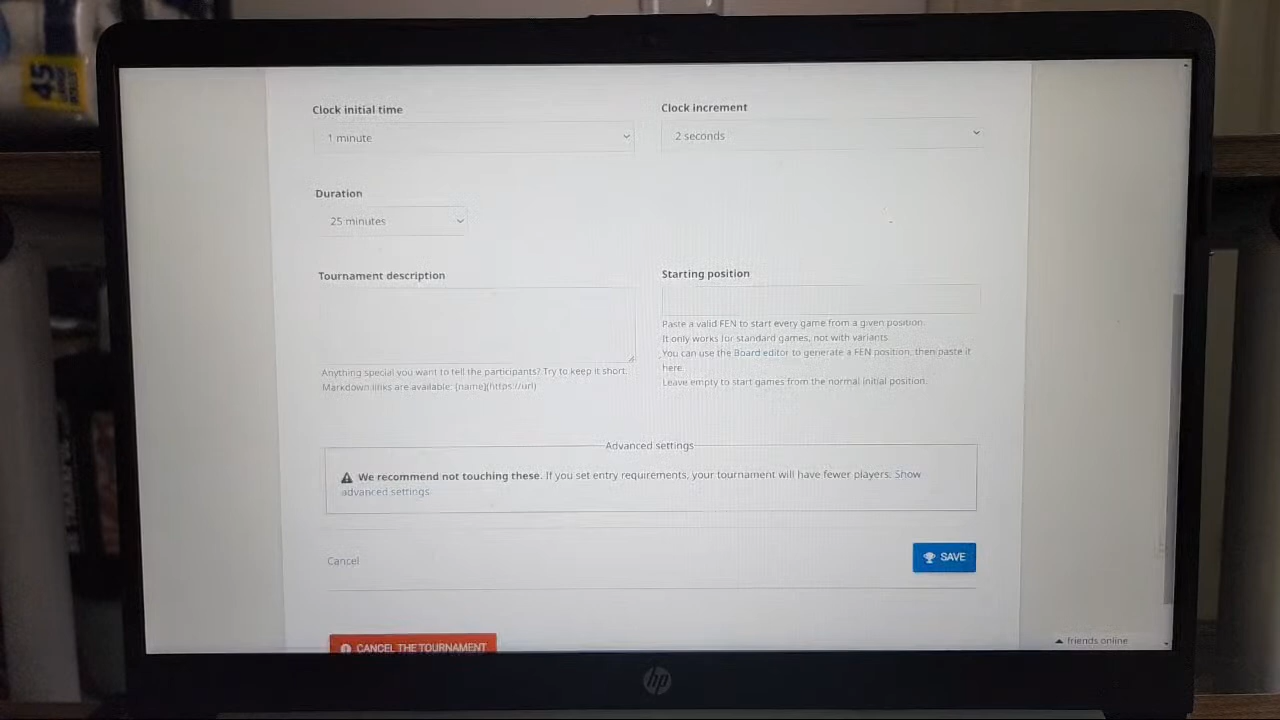 45
Clock initial time
Clock increment
1 minute
2 seconds
Duration
25 minutes
Tournament description
Starting position
Paste a valid FEN to start every game from a given position.
It only works for standard games, not with variants.
You can use the Board editor to generate a FEN position, then paste it
here.
Leave empty to start games from the normal initial position.
Anything special you want to tell the participants? Try to keep it short.
Markdown links are available: [name](https://url)
Advanced settings
We recommend not touching these. If you set entry requirements, your tournament will have fewer players. Show
advanced settings
Cancel
SAVE
CANCEL THE TOURNAMENT
friends online
hp